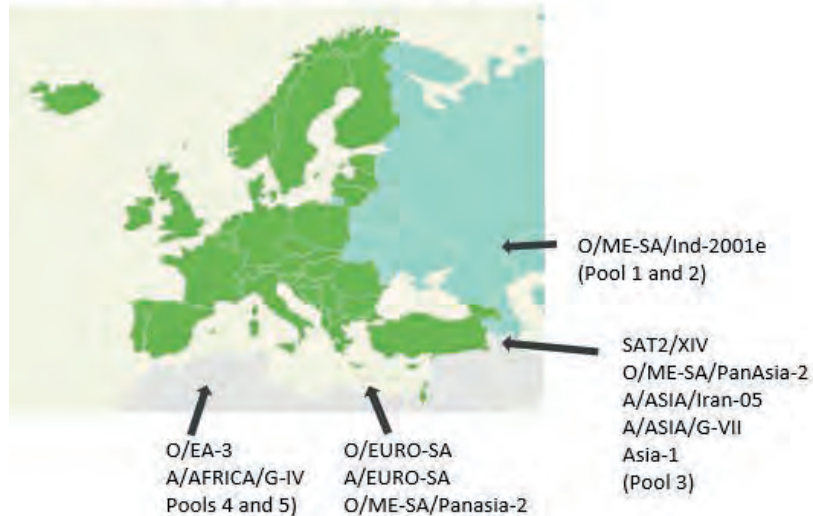 O/ME-SA/Ind-2001e
(Pool 1 and 2)
SAT2/XIV
O/ME-SA/PanAsia-2
A/ASIA/Iran-05
A/ASIA/G-VII
Asia-1
(Pool 3)
O/EA-3
A/AFRICA/G-IV
Pools 4 and 5)
O/EURO-SA
A/EURO-SA
O/ME-SA/Panasia-2